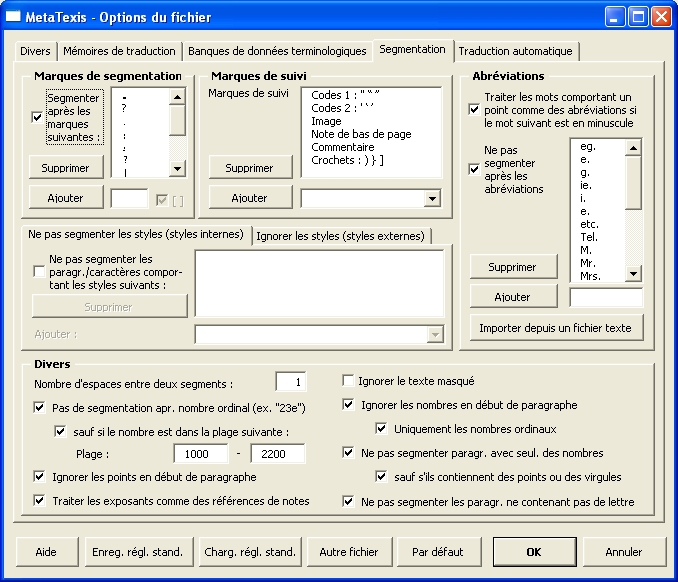 MetaTexis - Options du fichier
Divers
Mémoires de traduction
Banques de données terminologiques
Segmentation
Traduction automatique
Marques de segmentation
Segmenter
après les
marques
suivantes :
?
.
:
;
?
Supprimer
Ajouter
[ ]
Marques de suivi
Marques de suivi
Codes 1 : " “ ”
Codes 2 : ' ‘ ’
Image
Note de bas de page
Commentaire
Crochets : ) } ]
Supprimer
Ajouter
Abréviations
Traiter les mots comportant un
point comme des abréviations si
le mot suivant est en minuscule
Ne pas
segmenter
après les
abréviations
eg.
e.
g.
ie.
i.
e.
etc.
Tel.
M.
Mr.
Mrs.
Supprimer
Ajouter
Importer depuis un fichier texte
Ne pas segmenter les styles (styles internes)
Ignorer les styles (styles externes)
Ne pas segmenter les
paragr./caractères compor-
tant les styles suivants :
Supprimer
Ajouter :
Divers
Nombre d'espaces entre deux segments : 1
Pas de segmentation apr. nombre ordinal (ex. "23e")
sauf si le nombre est dans la plage suivante :
Plage : 1000 - 2200
Ignorer les points en début de paragraphe
Traiter les exposants comme des références de notes
Ignorer le texte masqué
Ignorer les nombres en début de paragraphe
Uniquement les nombres ordinaux
Ne pas segmenter paragr. avec seul. des nombres
sauf s'ils contiennent des points ou des virgules
Ne pas segmenter les paragr. ne contenant pas de lettre
Aide
Enreg. régl. stand.
Charg. régl. stand.
Autre fichier
Par défaut
OK
Annuler